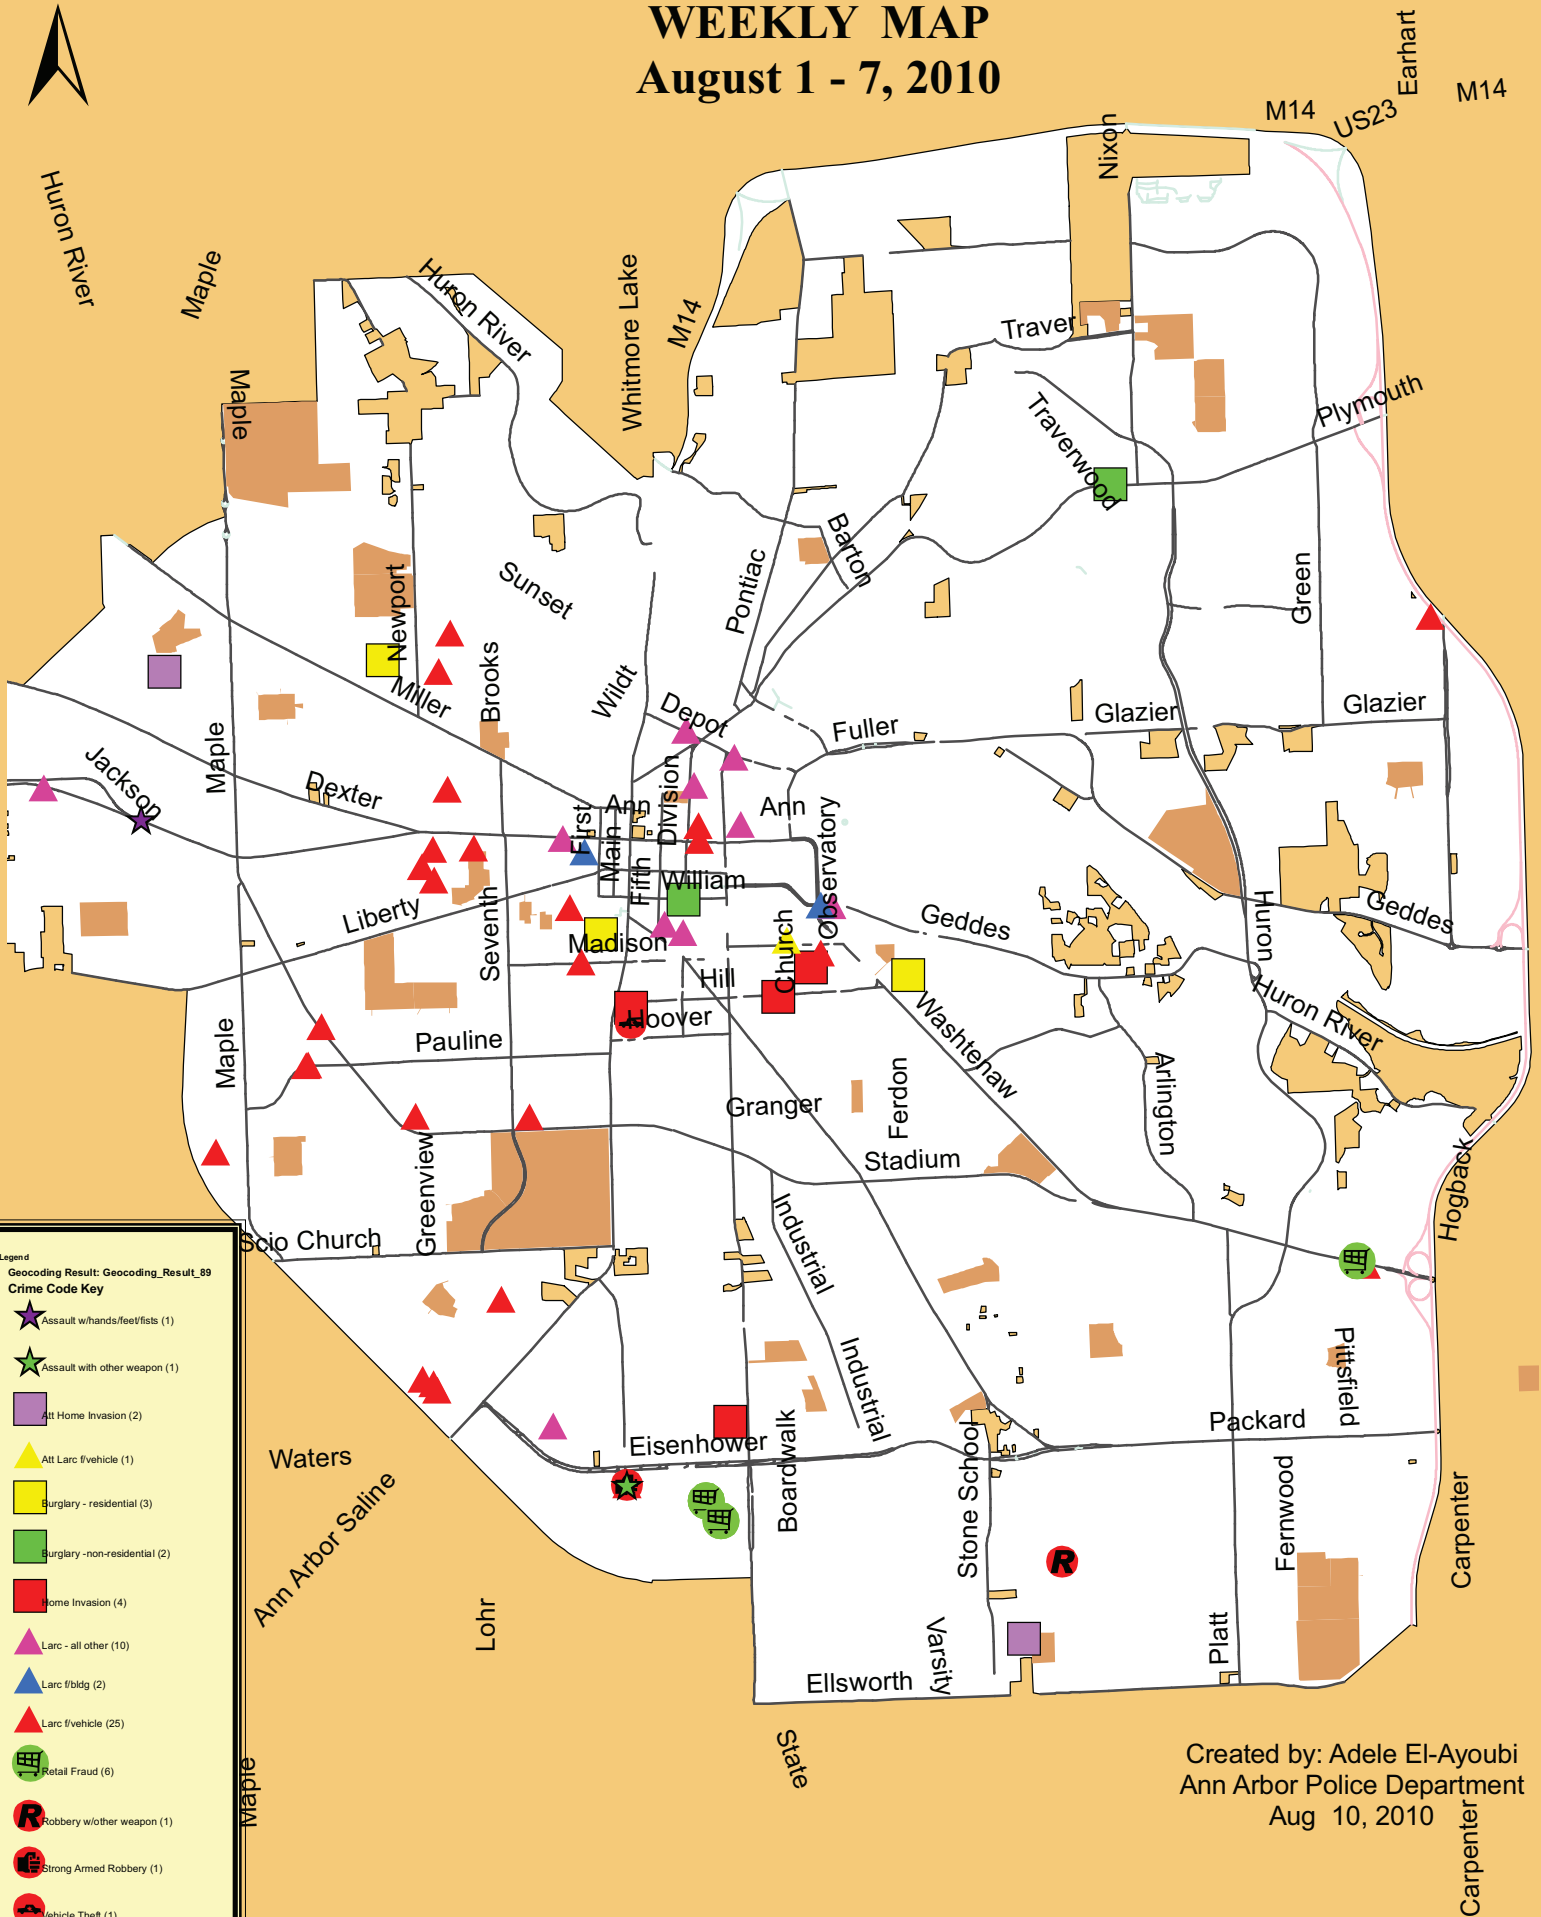 WEEKLY MAP
August 1 - 7, 2010
Earhart
M14
M14
US23
Nixon
Huron River
Maple
Huron River
Whitmore Lake
M14
Traver
Maple
Plymouth
Traverwood
Barton
Sunset
Pontiac
Newport
Green
Brooks
Miller
Wildt
Depot
Fuller
Glazier
Glazier
Maple
Jackson
Dexter
Division
Ann
Ann
First
Main
Observatory
Fifth
William
Liberty
Seventh
Madison
Church
Geddes
Geddes
Huron
Hill
Hoover
Huron River
Washtenaw
Pauline
Maple
Granger
Ferdon
Arlington
Stadium
Greenview
Hogback
Scio Church
Industrial
Industrial
Pittsfield
Packard
Eisenhower
Boardwalk
Stone School
Waters
Ann Arbor Saline
Fernwood
Carpenter
Lohr
Varsity
Platt
Ellsworth
State
Maple
Carpenter
Legend
Geocoding Result: Geocoding_Result_89
Crime Code Key
Assault w/hands/feet/fists (1)
Assault with other weapon (1)
Att Home Invasion (2)
Att Larc f/vehicle (1)
Burglary - residential (3)
Burglary -non-residential (2)
Home Invasion (4)
Larc - all other (10)
Larc f/bldg (2)
Larc f/vehicle (25)
Retail Fraud (6)
R
Robbery w/other weapon (1)
Strong Armed Robbery (1)
Vehicle Theft (1)
R
Created by: Adele El-Ayoubi
Ann Arbor Police Department
Aug 10, 2010